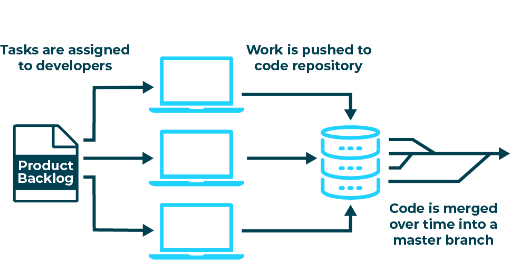 Tasks are assigned
to developers
Work is pushed to
code repository
Product
Backlog
Code is merged
over time into a
master branch